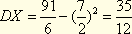 DX = 91/6 − (7/2)² = 35/12